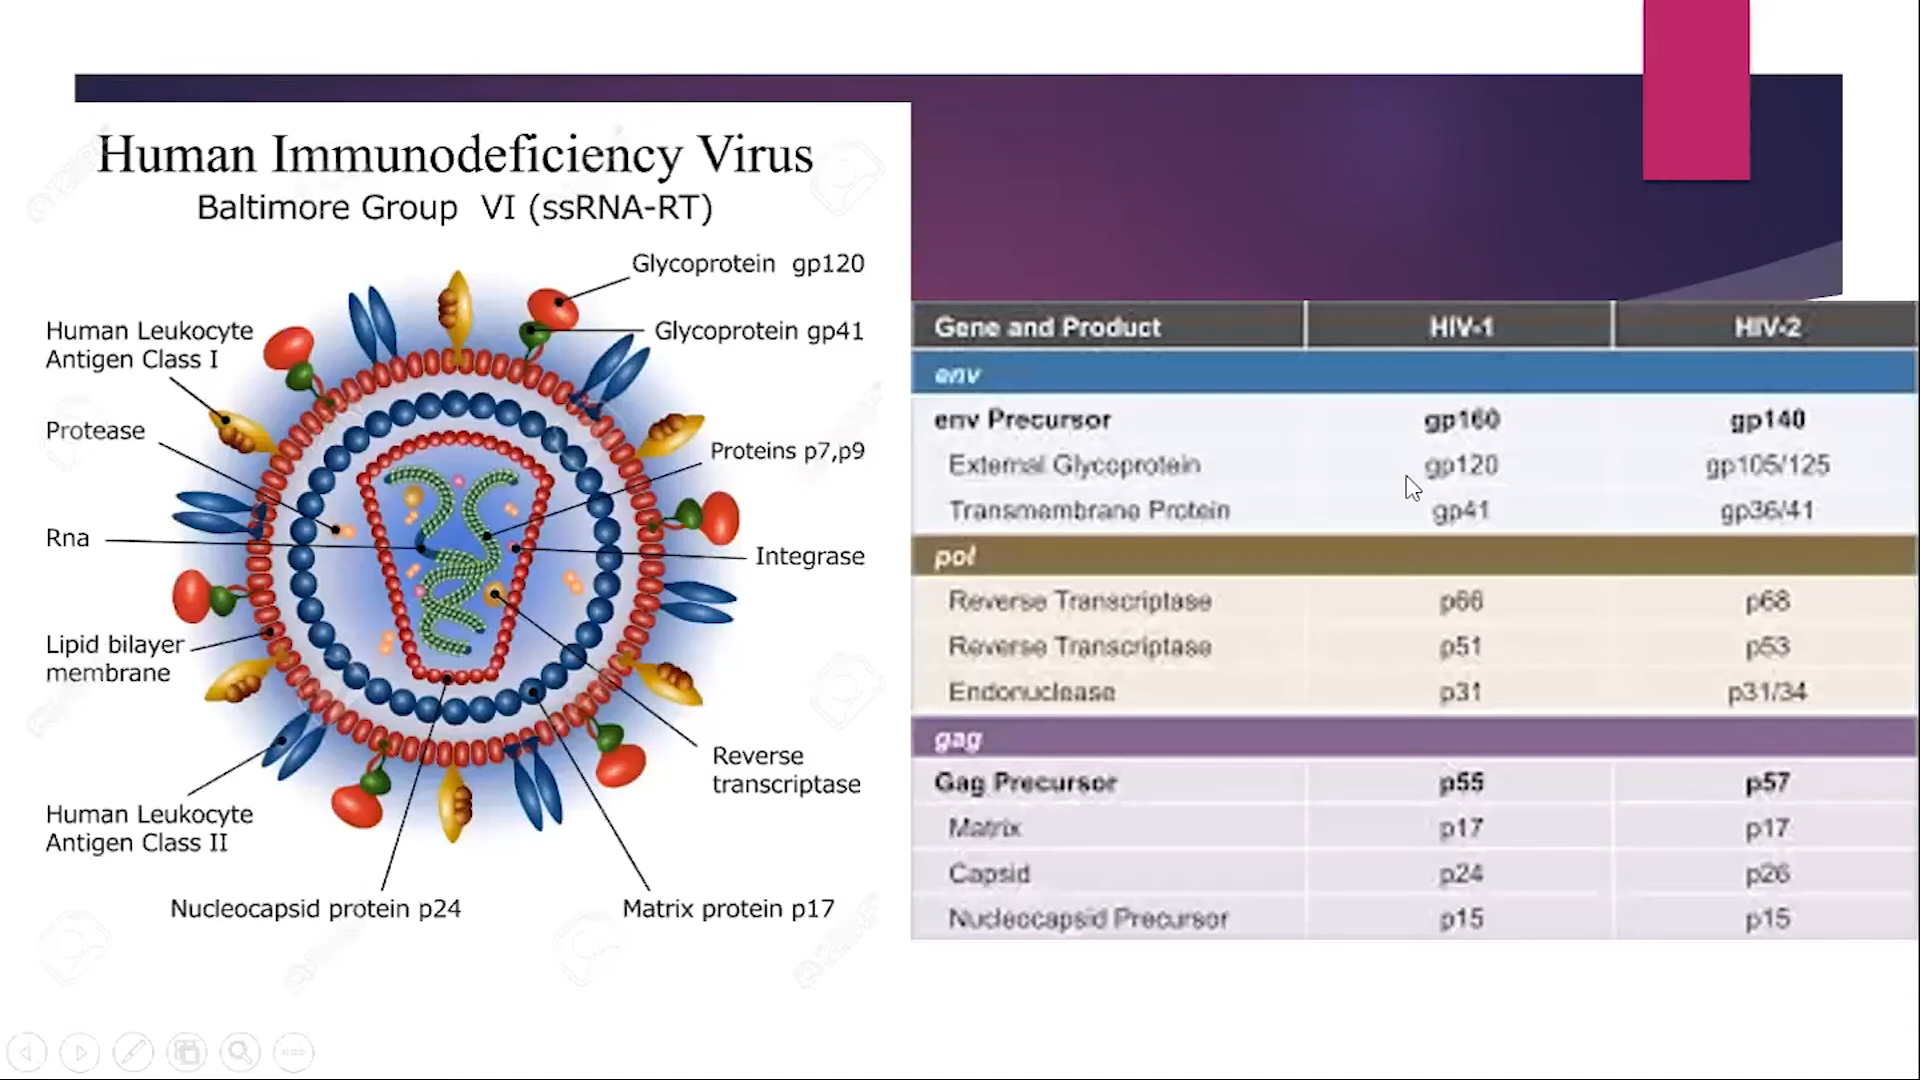 Human Immunodeficiency Virus
Baltimore Group VI (ssRNA-RT)
Glycoprotein gp120
Glycoprotein gp41
Human Leukocyte
Antigen Class I
Protease
Proteins p7,p9
Rna
Integrase
Lipid bilayer
membrane
Reverse
transcriptase
Human Leukocyte
Antigen Class II
Nucleocapsid protein p24
Matrix protein p17
Gene and Product HIV-1 HIV-2
env
env Precursor gp160 gp140
External Glycoprotein gp120 gp105/125
Transmembrane Protein gp41 gp36/41
pol
Reverse Transcriptase p66 p68
Reverse Transcriptase p51 p53
Endonuclease p31 p31/34
gag
Gag Precursor p55 p57
Matrix p17 p17
Capsid p24 p26
Nucleocapsid Precursor p15 p15